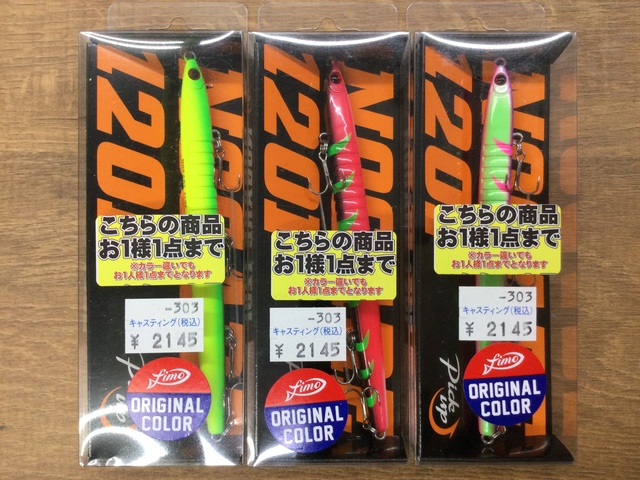 120
こちらの商品
お1様1点まで
※カラー違いでも
お1人様1点までとなります
-303
キャスティング(税込)
¥ 2145
Limo
ORIGINAL
COLOR
120
こちらの商品
お1様1点まで
※カラー違いでも
お1人様1点までとなります
-303
キャスティング(税込)
¥ 2145
Limo
ORIGINAL
COLOR
120
こちらの商品
お1様1点まで
※カラー違いでも
お1人様1点までとなります
-303
キャスティング(税込)
¥ 2145
Limo
ORIGINAL
COLOR
Pick
up